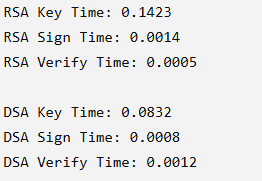 RSA Key Time: 0.1423
RSA Sign Time: 0.0014
RSA Verify Time: 0.0005
DSA Key Time: 0.0832
DSA Sign Time: 0.0008
DSA Verify Time: 0.0012